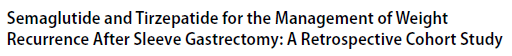 Semaglutide and Tirzepatide for the Management of Weight
Recurrence After Sleeve Gastrectomy: A Retrospective Cohort Study